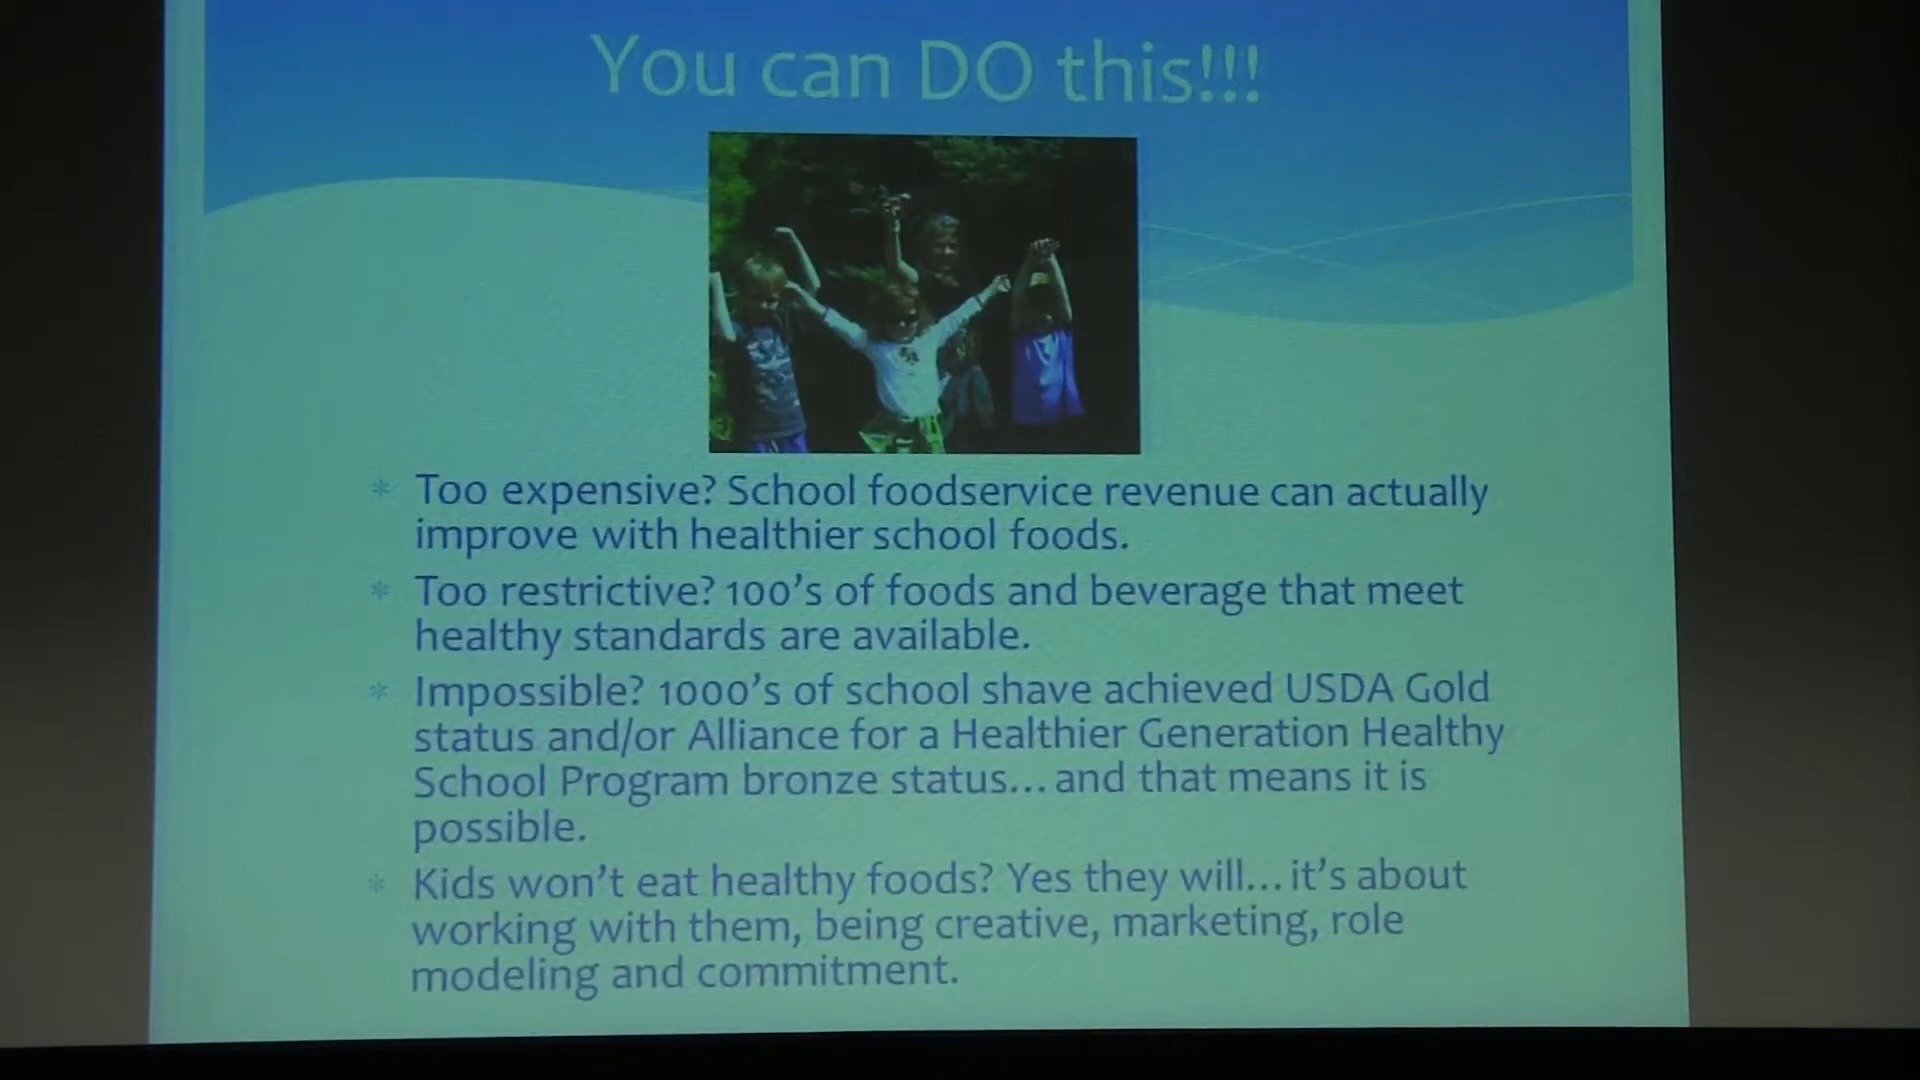 You can DO this!!!
* Too expensive? School foodservice revenue can actually
improve with healthier school foods.
* Too restrictive? 100's of foods and beverage that meet
healthy standards are available.
* Impossible? 1000's of school shave achieved USDA Gold
status and/or Alliance for a Healthier Generation Healthy
School Program bronze status... and that means it is
possible.
* Kids won't eat healthy foods? Yes they will... it's about
working with them, being creative, marketing, role
modeling and commitment.